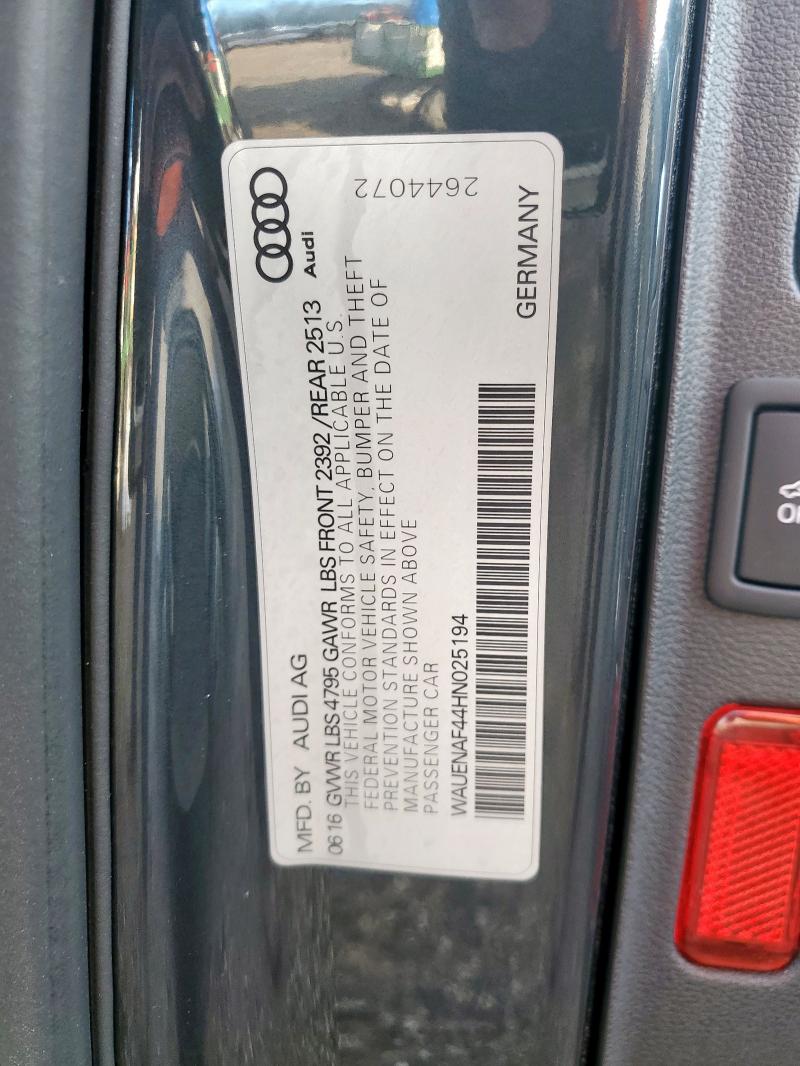 MFD. BY AUDI AG
Audi
0616 GVWR LBS 4795 GAWR LBS FRONT 2392 /REAR 2513
THIS VEHICLE CONFORMS TO ALL APPLICABLE U.S.
FEDERAL MOTOR VEHICLE SAFETY, BUMPER AND THEFT
PREVENTION STANDARDS IN EFFECT ON THE DATE OF
MANUFACTURE SHOWN ABOVE
PASSENGER CAR
2644072
WAUENAF44HN025194
GERMANY